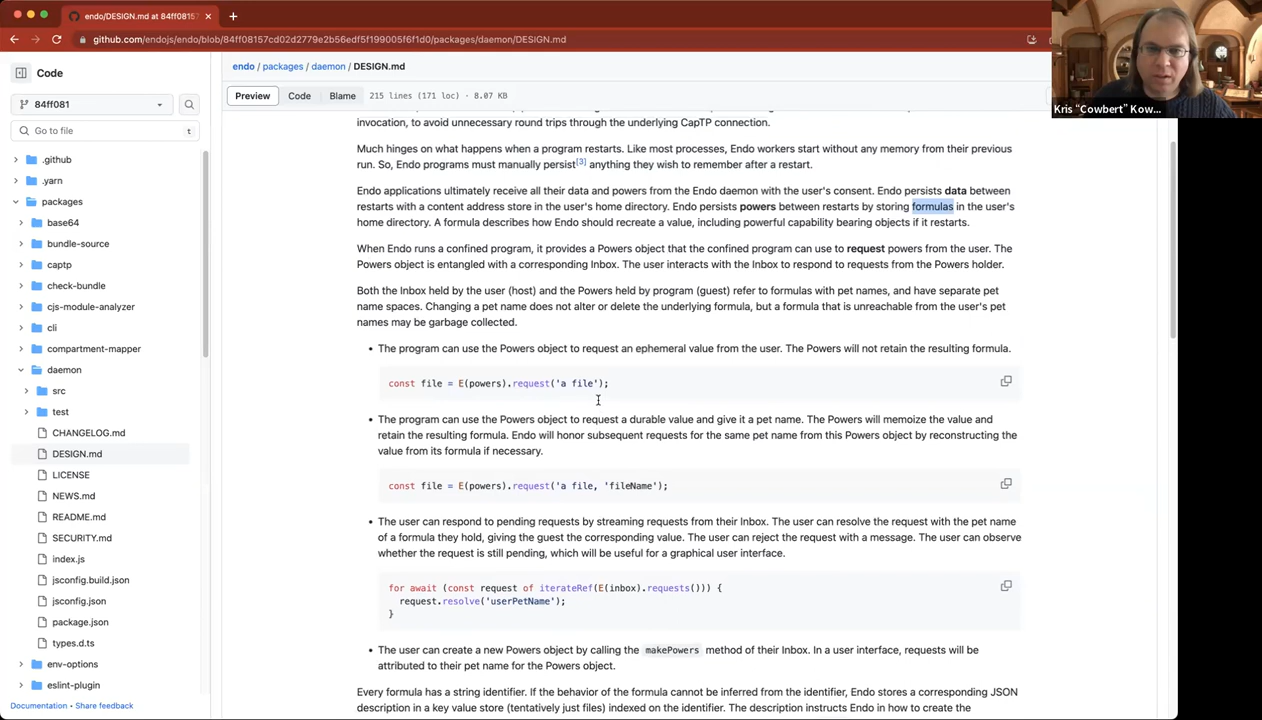 endo/DESIGN.md at 84ff08157
github.com/endojs/endo/blob/84ff08157cd02d2779e2b56edf5f199005f6f1d0/packages/daemon/DESIGN.md
Kris "Cowbert" Kow...
Code
84ff081
Go to file
t
.github
.yarn
packages
base64
bundle-source
captp
check-bundle
cjs-module-analyzer
cli
compartment-mapper
daemon
src
test
CHANGELOG.md
DESIGN.md
LICENSE
NEWS.md
README.md
SECURITY.md
index.js
jsconfig.build.json
jsconfig.json
package.json
types.d.ts
env-options
eslint-plugin
Documentation • Share feedback
endo / packages / daemon / DESIGN.md
Preview Code Blame 215 lines (171 loc) · 8.07 KB
invocation, to avoid unnecessary round trips through the underlying CapTP connection.
Much hinges on what happens when a program restarts. Like most processes, Endo workers start without any memory from their previous
run. So, Endo programs must manually persist[3] anything they wish to remember after a restart.
Endo applications ultimately receive all their data and powers from the Endo daemon with the user's consent. Endo persists data between
restarts with a content address store in the user's home directory. Endo persists powers between restarts by storing formulas in the user's
home directory. A formula describes how Endo should recreate a value, including powerful capability bearing objects if it restarts.
When Endo runs a confined program, it provides a Powers object that the confined program can use to request powers from the user. The
Powers object is entangled with a corresponding Inbox. The user interacts with the Inbox to respond to requests from the Powers holder.
Both the Inbox held by the user (host) and the Powers held by program (guest) refer to formulas with pet names, and have separate pet
name spaces. Changing a pet name does not alter or delete the underlying formula, but a formula that is unreachable from the user's pet
names may be garbage collected.
• The program can use the Powers object to request an ephemeral value from the user. The Powers will not retain the resulting formula.
const file = E(powers).request('a file');
• The program can use the Powers object to request a durable value and give it a pet name. The Powers will memoize the value and
retain the resulting formula. Endo will honor subsequent requests for the same pet name from this Powers object by reconstructing the
value from its formula if necessary.
const file = E(powers).request('a file, 'fileName');
• The user can respond to pending requests by streaming requests from their Inbox. The user can resolve the request with the pet name
of a formula they hold, giving the guest the corresponding value. The user can reject the request with a message. The user can observe
whether the request is still pending, which will be useful for a graphical user interface.
for await (const request of iterateRef(E(inbox).requests())) {
request.resolve('userPetName');
}
• The user can create a new Powers object by calling the makePowers method of their Inbox. In a user interface, requests will be
attributed to their pet name for the Powers object.
Every formula has a string identifier. If the behavior of the formula cannot be inferred from the identifier, Endo stores a corresponding JSON
description in a key value store (tentatively just files) indexed on the identifier. The description instructs Endo in how to create the